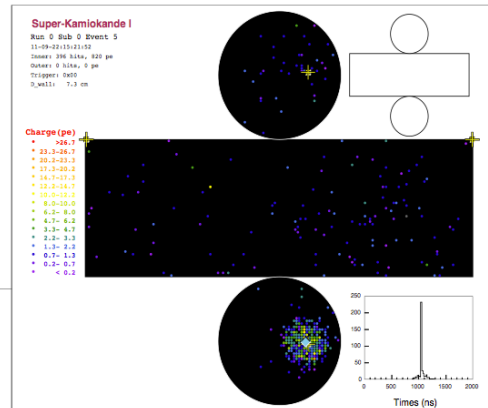 Super-Kamiokande I
Run 0 Sub 0 Event 5
11-09-22:15:21:52
Inner: 396 hits, 820 pe
Outer: 0 hits, 0 pe
Trigger: 0x00
D_wall: 7.3 cm
Charge(pe)
>26.7
23.3-26.7
20.2-23.3
17.3-20.2
14.7-17.3
12.2-14.7
10.0-12.2
8.0-10.0
6.2- 8.0
4.7- 6.2
3.3- 4.7
2.2- 3.3
1.3- 2.2
0.7- 1.3
0.2- 0.7
< 0.2
250
200
150
100
50
0
0 500 1000 1500 2000
Times (ns)